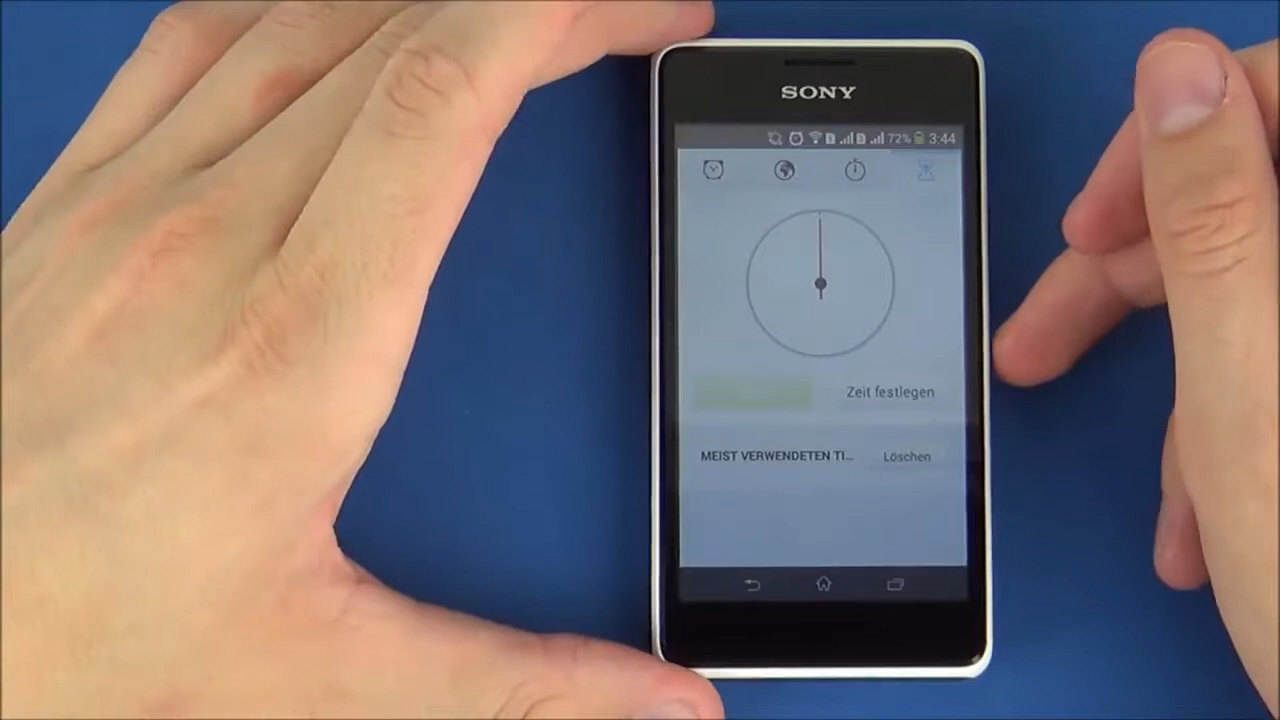 SONY
72% 3:44
Zeit festlegen
MEIST VERWENDETEN TI...
Löschen